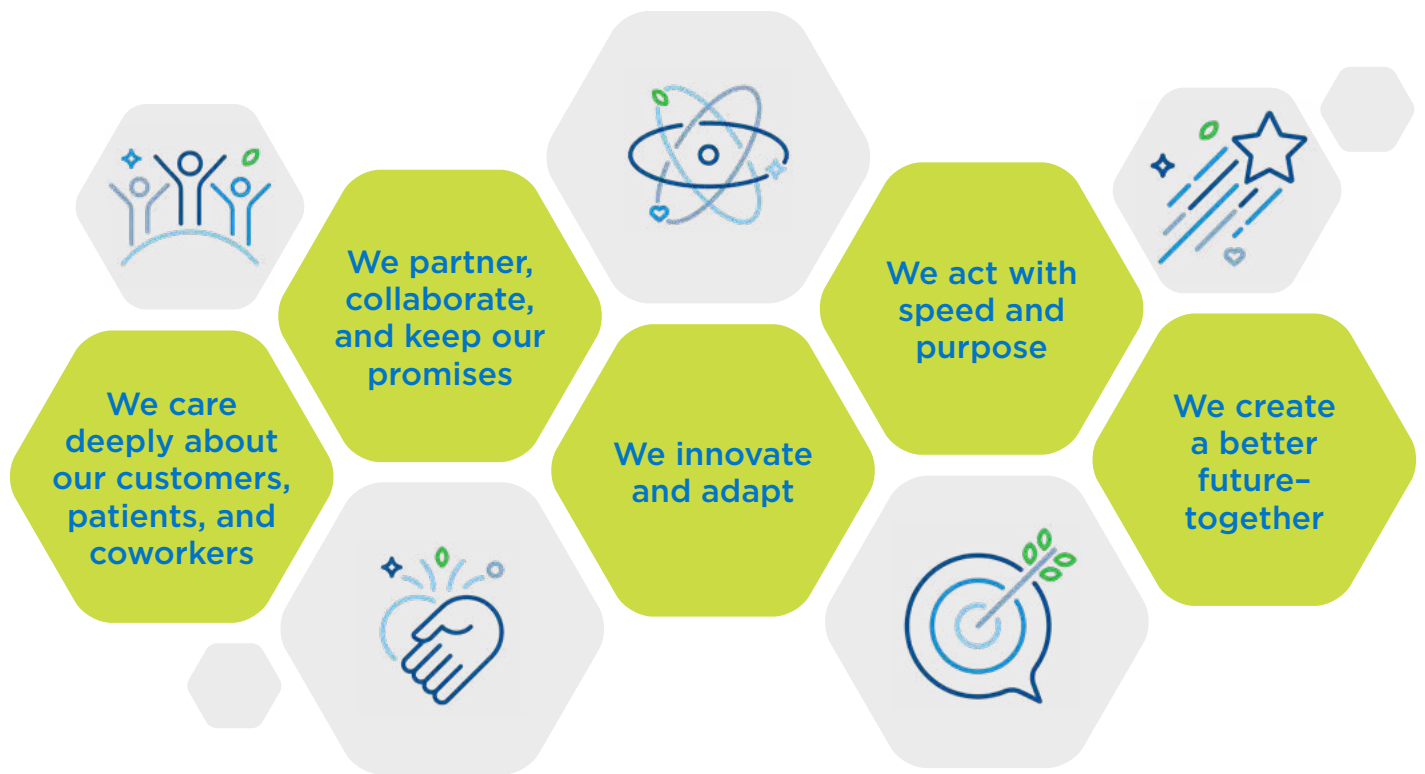 We care
deeply about
our customers,
patients, and
coworkers
We partner,
collaborate,
and keep our
promises
We innovate
and adapt
We act with
speed and
purpose
We create
a better
future–
together